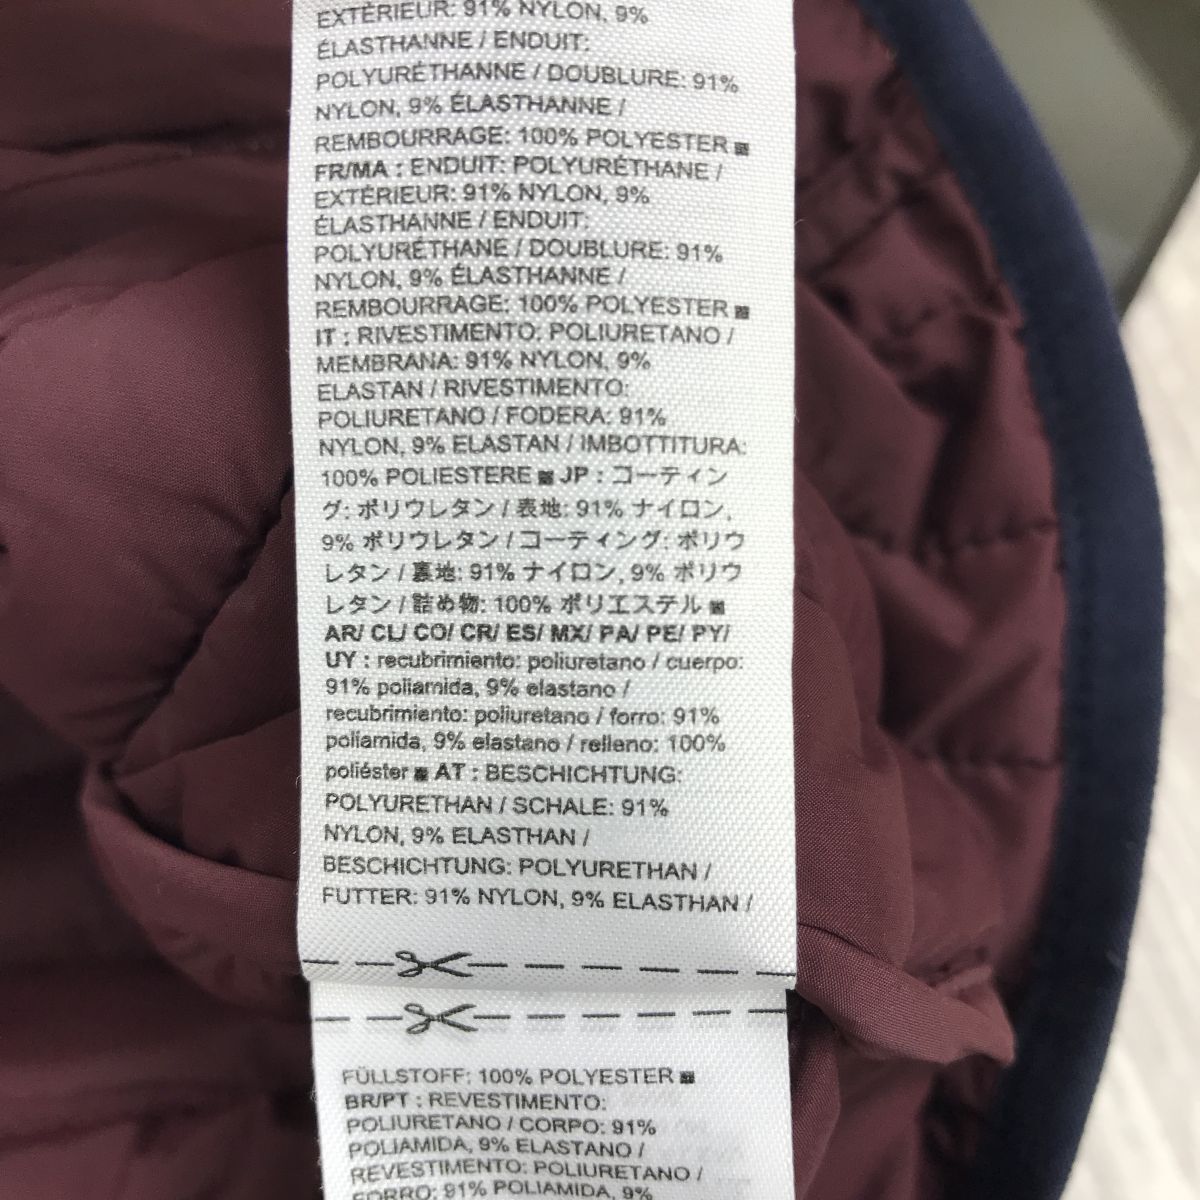 EXTÉRIEUR: 91% NYLON, 9%
ÉLASTHANNE / ENDUIT:
POLYURÉTHANNE / DOUBLURE: 91%
NYLON, 9% ÉLASTHANNE /
REMBOURRAGE: 100% POLYESTER ■
FR/MA : ENDUIT: POLYURÉTHANE /
EXTÉRIEUR: 91% NYLON, 9%
ÉLASTHANNE / ENDUIT:
POLYURÉTHANE / DOUBLURE: 91%
NYLON, 9% ÉLASTHANNE /
REMBOURRAGE: 100% POLYESTER ■
IT : RIVESTIMENTO: POLIURETANO /
MEMBRANA: 91% NYLON, 9%
ELASTAN / RIVESTIMENTO:
POLIURETANO / FODERA: 91%
NYLON, 9% ELASTAN / IMBOTTITURA:
100% POLIESTERE ■ JP : コーティン
グ: ポリウレタン / 表地: 91% ナイロン,
9% ポリウレタン / コーティング: ポリウ
レタン / 裏地: 91% ナイロン, 9% ポリウ
レタン / 詰め物: 100% ポリエステル ■
AR/ CL/ CO/ CR/ ES/ MX/ PA/ PE/ PY/
UY : recubrimiento: poliuretano / cuerpo:
91% poliamida, 9% elastano /
recubrimiento: poliuretano / forro: 91%
poliamida, 9% elastano / relleno: 100%
poliéster ■ AT : BESCHICHTUNG:
POLYURETHAN / SCHALE: 91%
NYLON, 9% ELASTHAN /
BESCHICHTUNG: POLYURETHAN /
FUTTER: 91% NYLON, 9% ELASTHAN /
FÜLLSTOFF: 100% POLYESTER ■
BR/PT : REVESTIMENTO:
POLIURETANO / CORPO: 91%
POLIAMIDA, 9% ELASTANO /
REVESTIMENTO: POLIURETANO /
FORRO: 91% POLIAMIDA, 9%